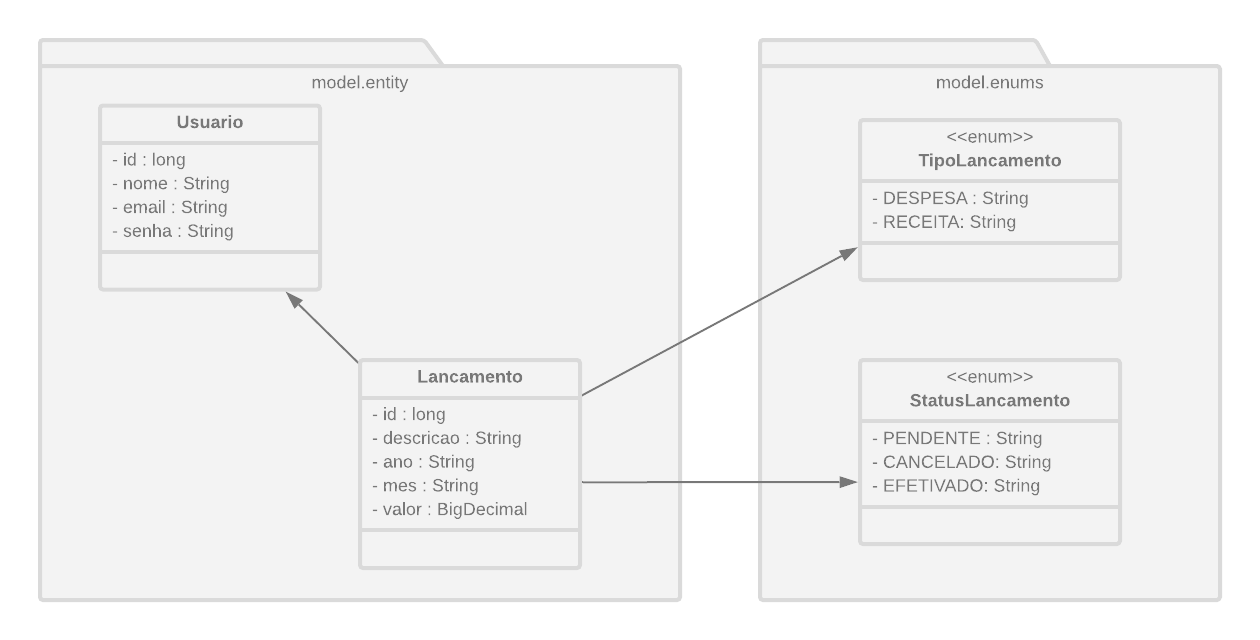 model.entity
Usuario
- id : long
- nome : String
- email : String
- senha : String
Lancamento
- id : long
- descricao : String
- ano : String
- mes : String
- valor : BigDecimal
model.enums
<<enum>>
TipoLancamento
- DESPESA : String
- RECEITA: String
<<enum>>
StatusLancamento
- PENDENTE : String
- CANCELADO: String
- EFETIVADO: String